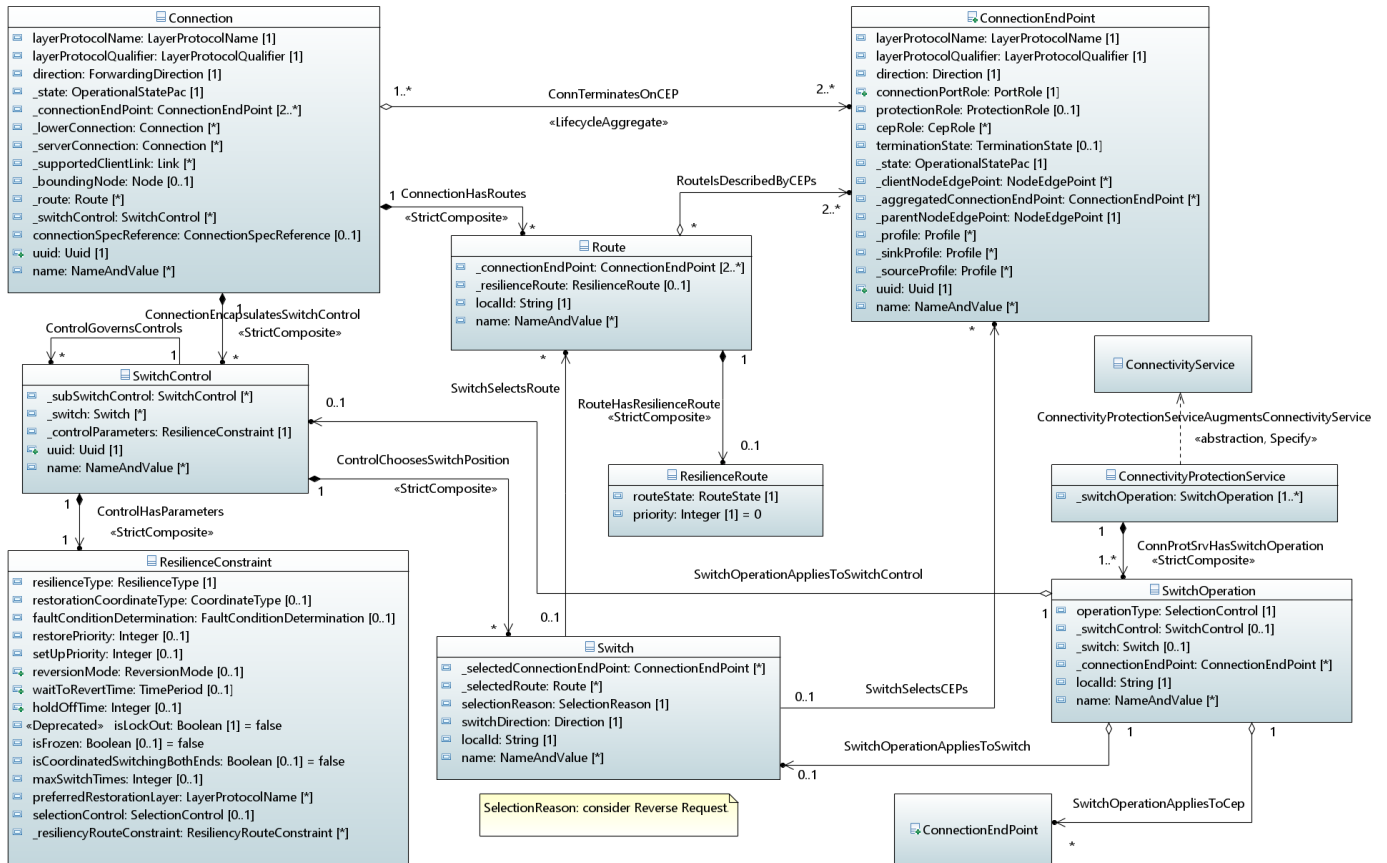 Connection
layerProtocolName: LayerProtocolName [1]
layerProtocolQualifier: LayerProtocolQualifier [1]
direction: ForwardingDirection [1]
_state: OperationalStatePac [1]
_connectionEndPoint: ConnectionEndPoint [2..*]
_lowerConnection: Connection [*]
_serverConnection: Connection [*]
_supportedClientLink: Link [*]
_boundingNode: Node [0..1]
_route: Route [*]
_switchControl: SwitchControl [*]
connectionSpecReference: ConnectionSpecReference [0..1]
uuid: Uuid [1]
name: NameAndValue [*]
1..*
ConnTerminatesOnCEP
2..*
«LifecycleAggregate»
ConnectionEndPoint
layerProtocolName: LayerProtocolName [1]
layerProtocolQualifier: LayerProtocolQualifier [1]
direction: Direction [1]
connectionPortRole: PortRole [1]
protectionRole: ProtectionRole [0..1]
cepRole: CepRole [*]
terminationState: TerminationState [0..1]
_state: OperationalStatePac [1]
_clientNodeEdgePoint: NodeEdgePoint [*]
_aggregatedConnectionEndPoint: ConnectionEndPoint [*]
_parentNodeEdgePoint: NodeEdgePoint [1]
_profile: Profile [*]
_sinkProfile: Profile [*]
_sourceProfile: Profile [*]
uuid: Uuid [1]
name: NameAndValue [*]
1
ConnectionHasRoutes
«StrictComposite»
*
RouteIsDescribedByCEPs
2..*
*
Route
_connectionEndPoint: ConnectionEndPoint [2..*]
_resilienceRoute: ResilienceRoute [0..1]
localId: String [1]
name: NameAndValue [*]
1
ConnectionEncapsulatesSwitchControl
«StrictComposite»
*
ControlGovernsControls
*
1
SwitchControl
_subSwitchControl: SwitchControl [*]
_switch: Switch [*]
_controlParameters: ResilienceConstraint [1]
uuid: Uuid [1]
name: NameAndValue [*]
*
SwitchSelectsRoute
0..1
1
RouteHasResilienceRoute
«StrictComposite»
0..1
ResilienceRoute
routeState: RouteState [1]
priority: Integer [1] = 0
*
ConnectivityService
ConnectivityProtectionServiceAugmentsConnectivityService
«abstraction, Specify»
ConnectivityProtectionService
_switchOperation: SwitchOperation [1..*]
1
ConnProtSrvHasSwitchOperation
1..*
«StrictComposite»
0..1
SwitchOperationAppliesToSwitchControl
1
ControlChoosesSwitchPosition
1
«StrictComposite»
*
1
ControlHasParameters
«StrictComposite»
1
ResilienceConstraint
resilienceType: ResilienceType [1]
restorationCoordinateType: CoordinateType [0..1]
faultConditionDetermination: FaultConditionDetermination [0..1]
restorePriority: Integer [0..1]
setUpPriority: Integer [0..1]
reversionMode: ReversionMode [0..1]
waitToRevertTime: TimePeriod [0..1]
holdOffTime: Integer [0..1]
«Deprecated» isLockOut: Boolean [1] = false
isFrozen: Boolean [0..1] = false
isCoordinatedSwitchingBothEnds: Boolean [0..1] = false
maxSwitchTimes: Integer [0..1]
preferredRestorationLayer: LayerProtocolName [*]
selectionControl: SelectionControl [0..1]
_resiliencyRouteConstraint: ResiliencyRouteConstraint [*]
Switch
_selectedConnectionEndPoint: ConnectionEndPoint [*]
_selectedRoute: Route [*]
selectionReason: SelectionReason [1]
switchDirection: Direction [1]
localId: String [1]
name: NameAndValue [*]
0..1
SwitchSelectsCEPs
SwitchOperation
operationType: SelectionControl [1]
_switchControl: SwitchControl [0..1]
_switch: Switch [0..1]
_connectionEndPoint: ConnectionEndPoint [*]
localId: String [1]
name: NameAndValue [*]
1
SwitchOperationAppliesToSwitch
0..1
1
SwitchOperationAppliesToCep
*
SelectionReason: consider Reverse Request
ConnectionEndPoint